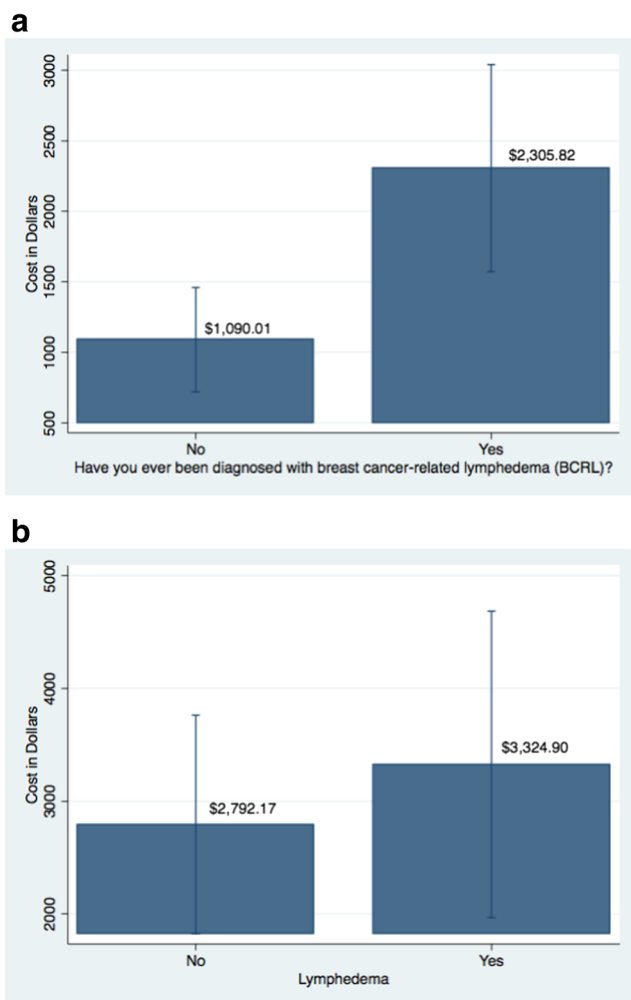 a
3000
2500
2000
1500
1000
500
Cost in Dollars
$2,305.82
$1,090.01
No Yes
Have you ever been diagnosed with breast cancer-related lymphedema (BCRL)?
b
5000
4000
3000
2000
Cost in Dollars
$3,324.90
$2,792.17
No Yes
Lymphedema